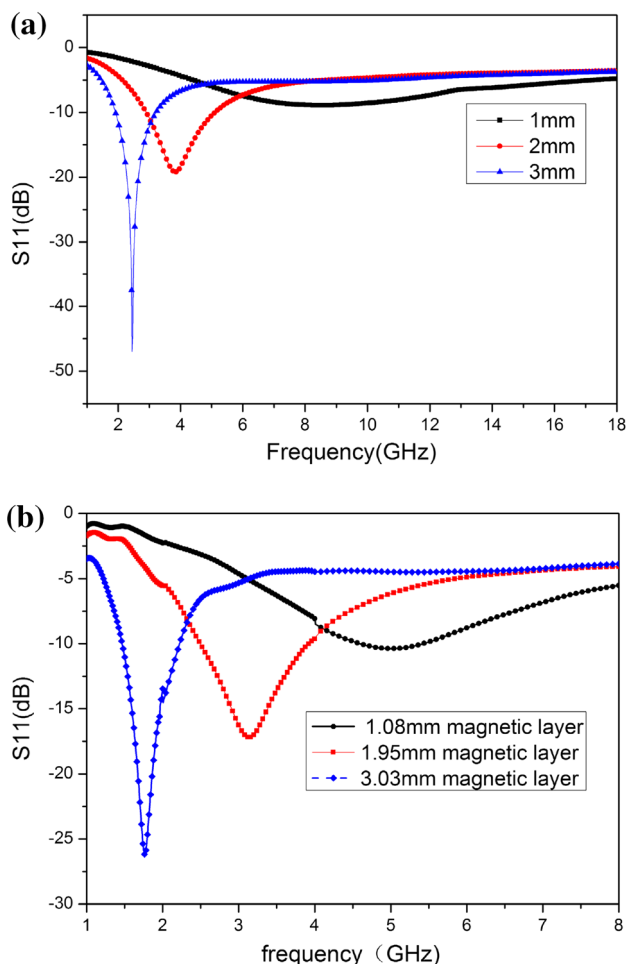 (a)
0
-10
-20
-30
-40
-50
S11(dB)
1mm
2mm
3mm
2 4 6 8 10 12 14 16 18
Frequency(GHz)
(b)
0
-5
-10
-15
-20
-25
-30
S11(dB)
1.08mm magnetic layer
1.95mm magnetic layer
3.03mm magnetic layer
1 2 3 4 5 6 7 8
frequency（GHz)